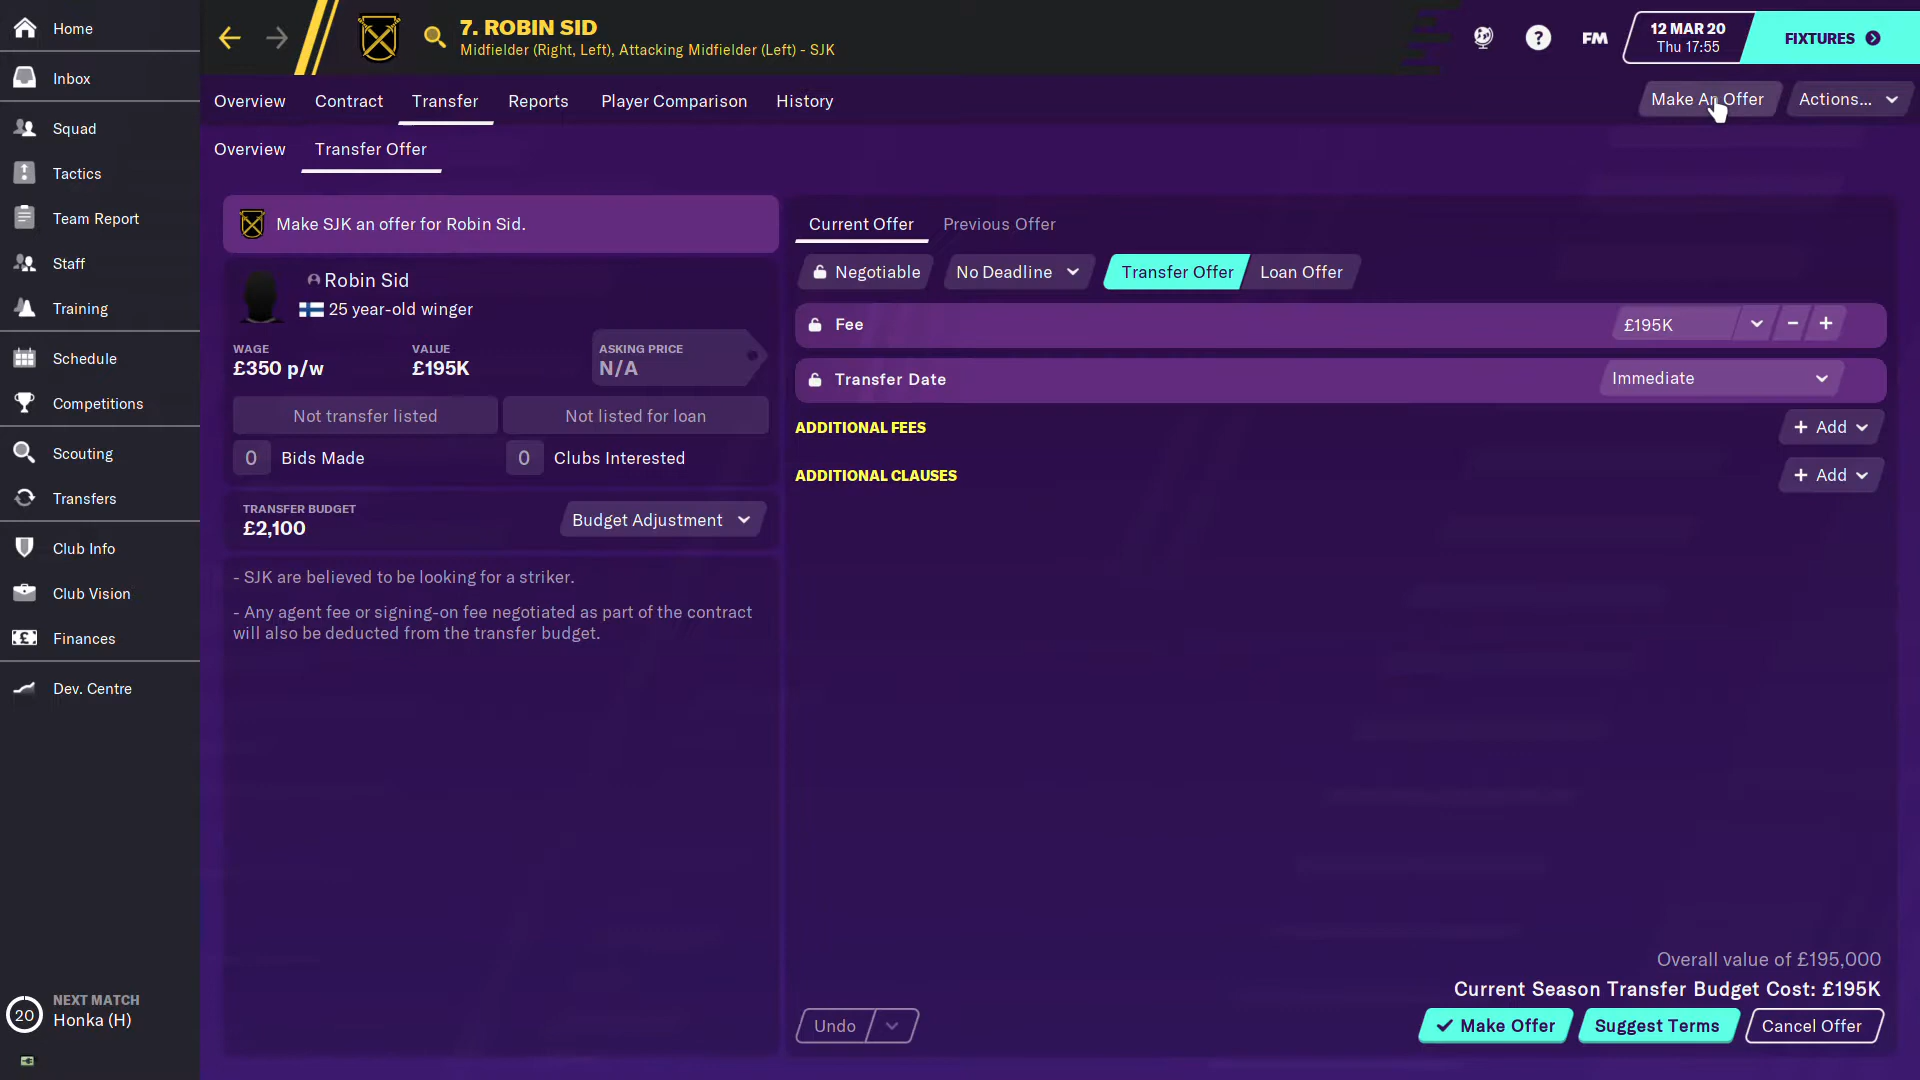 Home
Inbox
Squad
Tactics
Team Report
Staff
Training
Schedule
Competitions
Scouting
Transfers
Club Info
Club Vision
Finances
Dev. Centre
20
NEXT MATCH
Honka (H)
7. ROBIN SID
Midfielder (Right, Left), Attacking Midfielder (Left) - SJK
?
FM
12 MAR 20
Thu 17:55
FIXTURES
Overview
Contract
Transfer
Reports
Player Comparison
History
Make An Offer
Actions...
Overview
Transfer Offer
Make SJK an offer for Robin Sid.
Robin Sid
25 year-old winger
WAGE
£350 p/w
VALUE
£195K
ASKING PRICE
N/A
Not transfer listed
Not listed for loan
0 Bids Made
0 Clubs Interested
TRANSFER BUDGET
£2,100
Budget Adjustment
- SJK are believed to be looking for a striker.
- Any agent fee or signing-on fee negotiated as part of the contract
will also be deducted from the transfer budget.
Current Offer
Previous Offer
Negotiable
No Deadline
Transfer Offer
Loan Offer
Fee
£195K
Transfer Date
Immediate
ADDITIONAL FEES
+ Add
ADDITIONAL CLAUSES
+ Add
Overall value of £195,000
Current Season Transfer Budget Cost: £195K
Undo
Make Offer
Suggest Terms
Cancel Offer